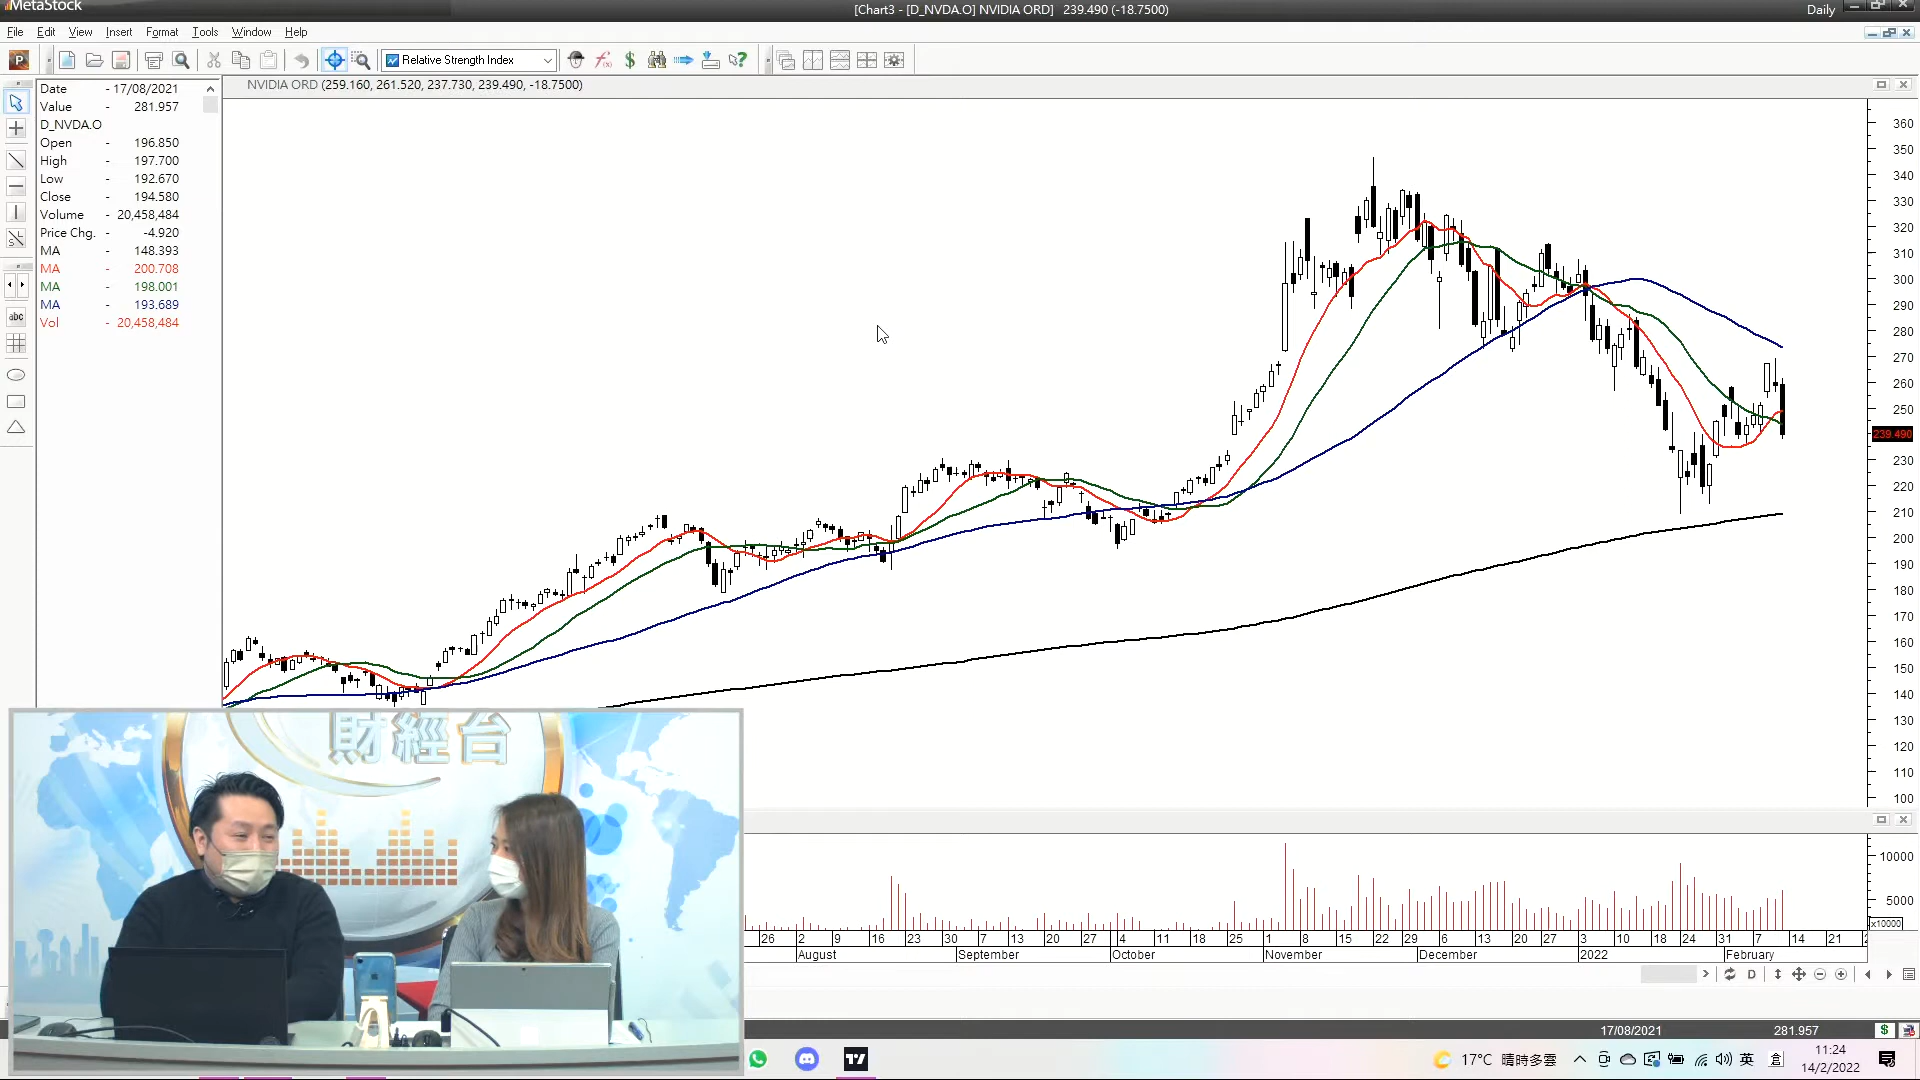 MetaStock
[Chart3 - [D_NVDA.O] NVIDIA ORD] 239.490 (-18.7500)
Daily
File Edit View Insert Format Tools Window Help
P
Relative Strength Index
Date - 17/08/2021
Value 281.957
D_NVDA.O
Open - 196.850
High - 197.700
Low - 192.670
Close - 194.580
Volume - 20,458,484
Price Chg. - -4.920
MA - 148.393
MA - 200.708
MA - 198.001
MA - 193.689
Vol - 20,458,484
abc
NVIDIA ORD (259.160, 261.520, 237.730, 239.490, -18.7500)
360
350
340
330
320
310
300
290
280
270
260
250
239.490
230
220
210
200
190
180
170
160
150
140
130
120
110
100
財經台
10000
5000
x10000
26 2 9 16 23 30 7 13 20 27 4 11 18 25 1 8 15 22 29 6 13 20 27 3 10 18 24 31 7 14 21 2
August September October November December 2022 February
D
17/08/2021 281.957
17°C 晴時多雲
英
11:24
14/2/2022